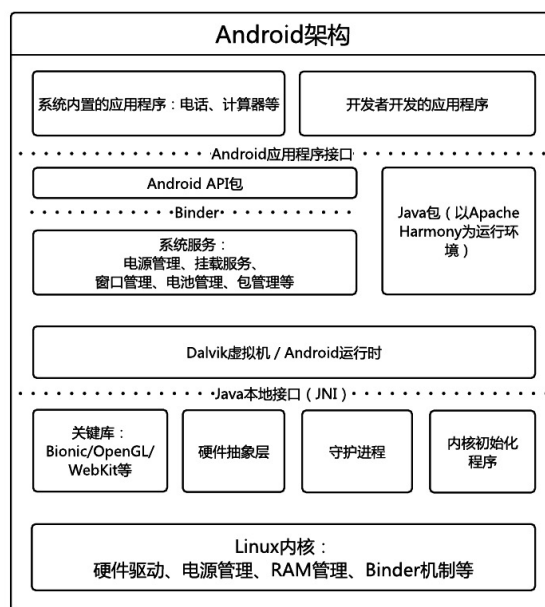 Android架构
系统内置的应用程序：电话、计算器等
开发者开发的应用程序
Android应用程序接口
Android API包
Binder
系统服务：
电源管理、挂载服务、
窗口管理、电池管理、包管理等
Java包（以Apache
Harmony为运行环
境）
Dalvik虚拟机 / Android运行时
Java本地接口（JNI）
关键库：
Bionic/OpenGL/
WebKit等
硬件抽象层
守护进程
内核初始化
程序
Linux内核：
硬件驱动、电源管理、RAM管理、Binder机制等